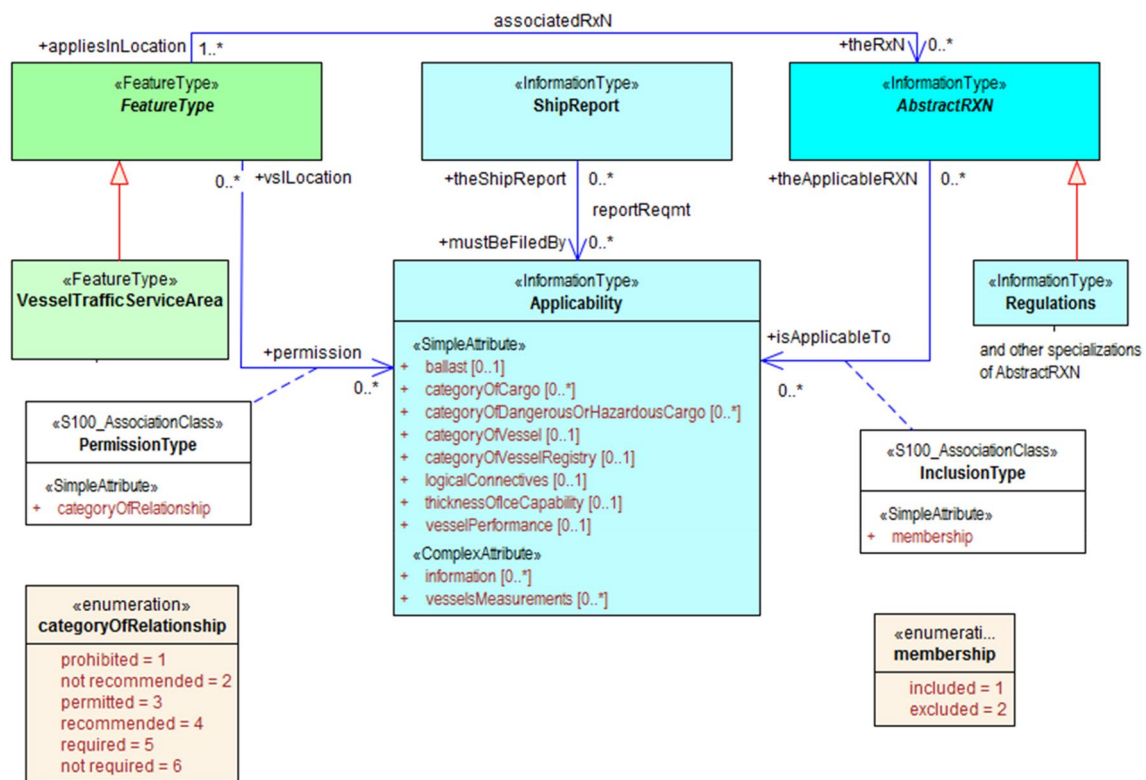 associatedRxN
+appliesInLocation 1..* +theRxN 0..*
«FeatureType»
FeatureType
«InformationType»
ShipReport
«InformationType»
AbstractRXN
0..* +vslLocation
+theShipReport 0..*
+theApplicableRXN 0..*
reportReqmt
+mustBeFiledBy 0..*
«FeatureType»
VesselTrafficServiceArea
«InformationType»
Applicability
«InformationType»
Regulations
and other specializations
of AbstractRXN
+permission
0..*
+isApplicableTo
0..*
«SimpleAttribute»
+ ballast [0..1]
+ categoryOfCargo [0..*]
+ categoryOfDangerousOrHazardousCargo [0..*]
+ categoryOfVessel [0..1]
+ categoryOfVesselRegistry [0..1]
+ logicalConnectives [0..1]
+ thicknessOfIceCapability [0..1]
+ vesselPerformance [0..1]
«ComplexAttribute»
+ information [0..*]
+ vesselsMeasurements [0..*]
«S100_AssociationClass»
PermissionType
«SimpleAttribute»
+ categoryOfRelationship
«S100_AssociationClass»
InclusionType
«SimpleAttribute»
+ membership
«enumeration»
categoryOfRelationship
prohibited = 1
not recommended = 2
permitted = 3
recommended = 4
required = 5
not required = 6
«enumerati...
membership
included = 1
excluded = 2